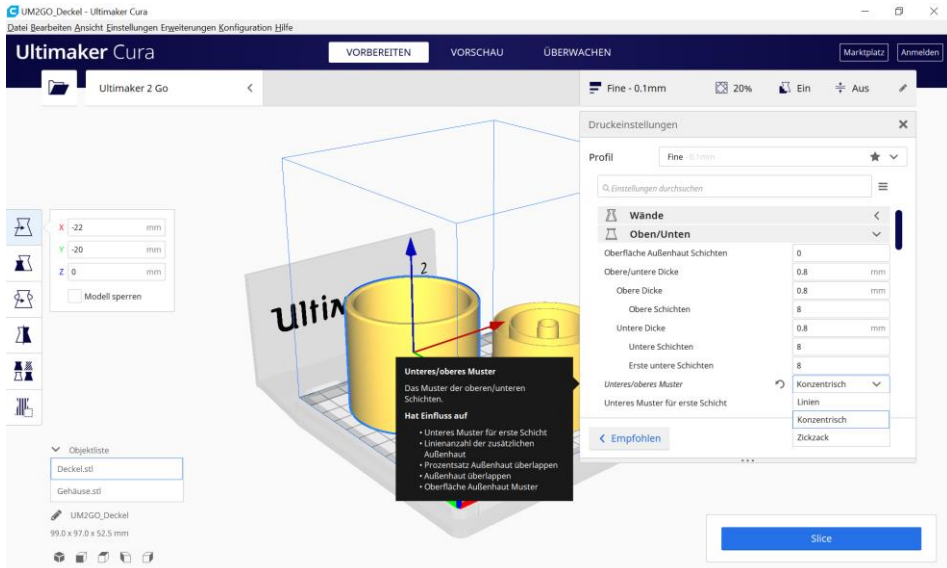 UM2GO_Deckel - Ultimaker Cura
Datei Bearbeiten Ansicht Einstellungen Erweiterungen Konfiguration Hilfe
Ultimaker Cura
VORBEREITEN VORSCHAU ÜBERWACHEN
Marktplatz Anmelden
Ultimaker 2 Go
Fine - 0.1mm 20% Ein Aus
Druckeinstellungen
Profil Fine - 0.1mm
Einstellungen durchsuchen
Wände
Oben/Unten
Oberfläche Außenhaut Schichten 0
Obere/untere Dicke 0.8 mm
Obere Dicke 0.8 mm
Obere Schichten 8
Untere Dicke 0.8 mm
Untere Schichten 8
Erste untere Schichten 8
Unteres/oberes Muster Konzentrisch
Unteres Muster für erste Schicht Linien
Konzentrisch
Zickzack
Empfohlen
X -22 mm
Y -20 mm
Z 0 mm
Modell sperren
Ultim
2
Unteres/oberes Muster
Das Muster der oberen/unteren
Schichten.
Hat Einfluss auf
• Unteres Muster für erste Schicht
• Linienanzahl der zusätzlichen
Außenhaut
• Prozentsatz Außenhaut überlappen
• Außenhaut überlappen
• Oberfläche Außenhaut Muster
Objektliste
Deckel.stl
Gehäuse.stl
UM2GO_Deckel
99.0 x 97.0 x 52.5 mm
Slice